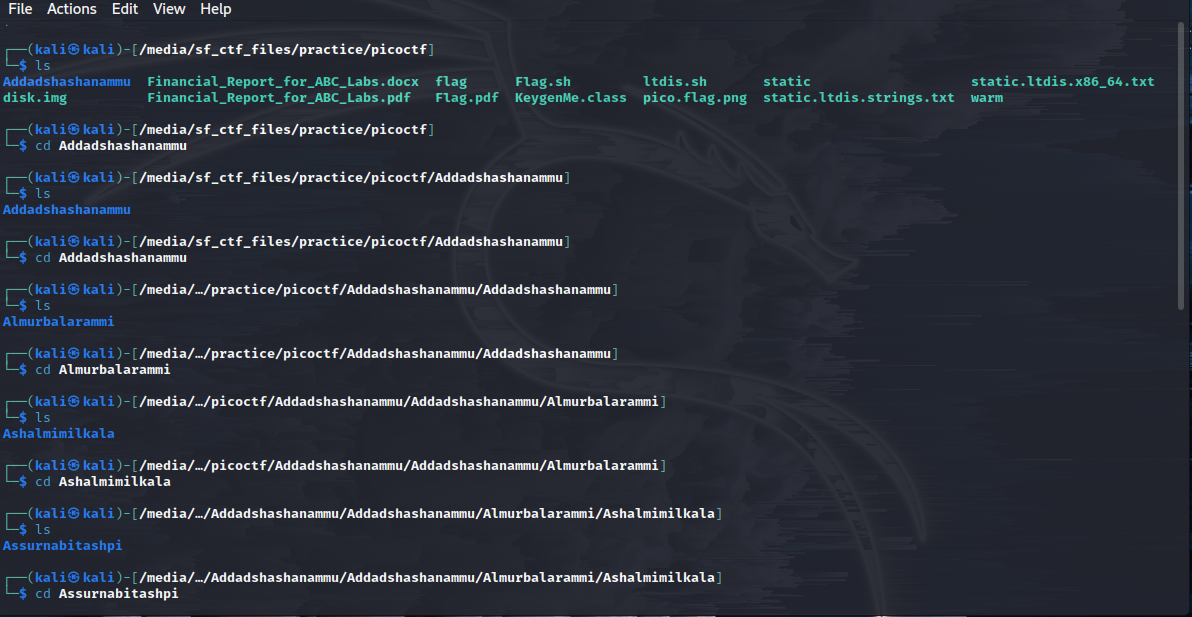 File Actions Edit View Help
┌──(kali㉿kali)-[/media/sf_ctf_files/practice/picoctf]
└─$ ls
Addadshashanammu Financial_Report_for_ABC_Labs.docx flag Flag.sh ltdis.sh static static.ltdis.x86_64.txt
disk.img Financial_Report_for_ABC_Labs.pdf Flag.pdf KeygenMe.class pico.flag.png static.ltdis.strings.txt warm
┌──(kali㉿kali)-[/media/sf_ctf_files/practice/picoctf]
└─$ cd Addadshashanammu
┌──(kali㉿kali)-[/media/sf_ctf_files/practice/picoctf/Addadshashanammu]
└─$ ls
Addadshashanammu
┌──(kali㉿kali)-[/media/sf_ctf_files/practice/picoctf/Addadshashanammu]
└─$ cd Addadshashanammu
┌──(kali㉿kali)-[/media/…/practice/picoctf/Addadshashanammu/Addadshashanammu]
└─$ ls
Almurbalarammi
┌──(kali㉿kali)-[/media/…/practice/picoctf/Addadshashanammu/Addadshashanammu]
└─$ cd Almurbalarammi
┌──(kali㉿kali)-[/media/…/picoctf/Addadshashanammu/Addadshashanammu/Almurbalarammi]
└─$ ls
Ashalmimilkala
┌──(kali㉿kali)-[/media/…/picoctf/Addadshashanammu/Addadshashanammu/Almurbalarammi]
└─$ cd Ashalmimilkala
┌──(kali㉿kali)-[/media/…/Addadshashanammu/Addadshashanammu/Almurbalarammi/Ashalmimilkala]
└─$ ls
Assurnabitashpi
┌──(kali㉿kali)-[/media/…/Addadshashanammu/Addadshashanammu/Almurbalarammi/Ashalmimilkala]
└─$ cd Assurnabitashpi